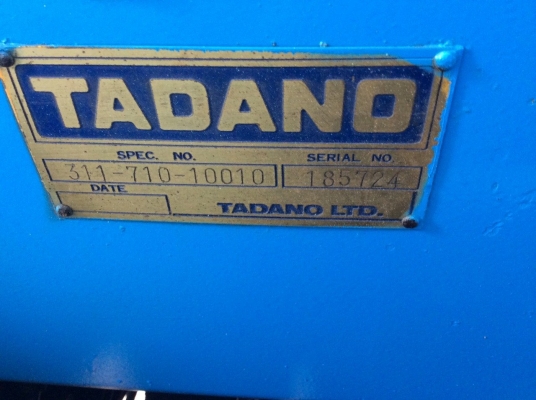 TADANO
SPEC. NO. SERIAL NO.
311-710-10010 185724
DATE
TADANO LTD.